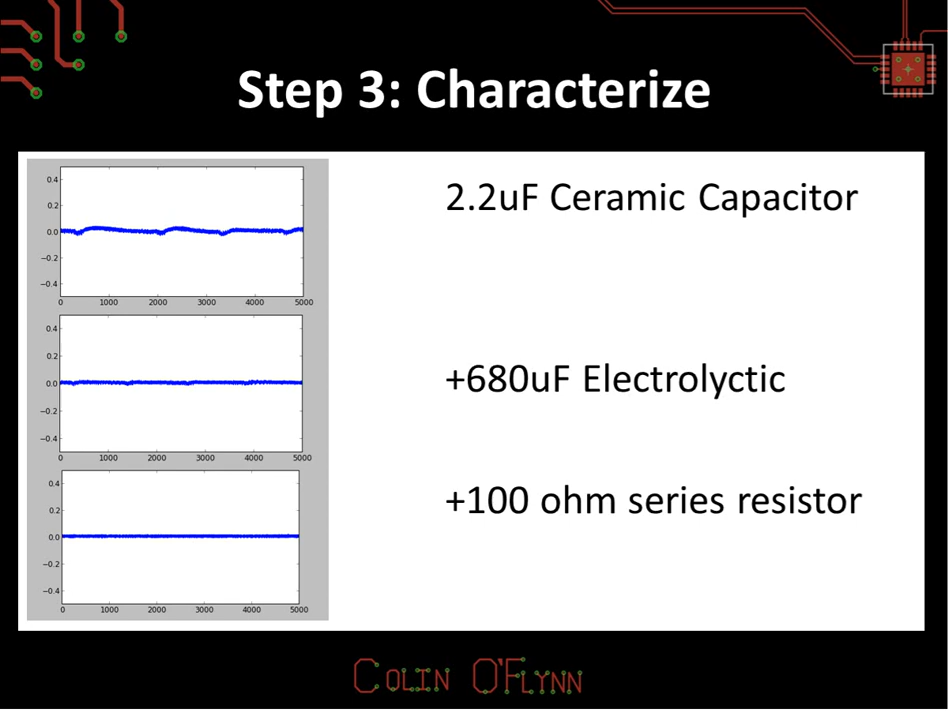 Step 3: Characterize
0.4
0.2
0.0
−0.2
−0.4
0 1000 2000 3000 4000 5000
2.2uF Ceramic Capacitor
0.4
0.2
0.0
−0.2
−0.4
0 1000 2000 3000 4000 5000
+680uF Electrolyctic
0.4
0.2
0.0
−0.2
−0.4
0 1000 2000 3000 4000 5000
+100 ohm series resistor
COLIN O'FLYNN